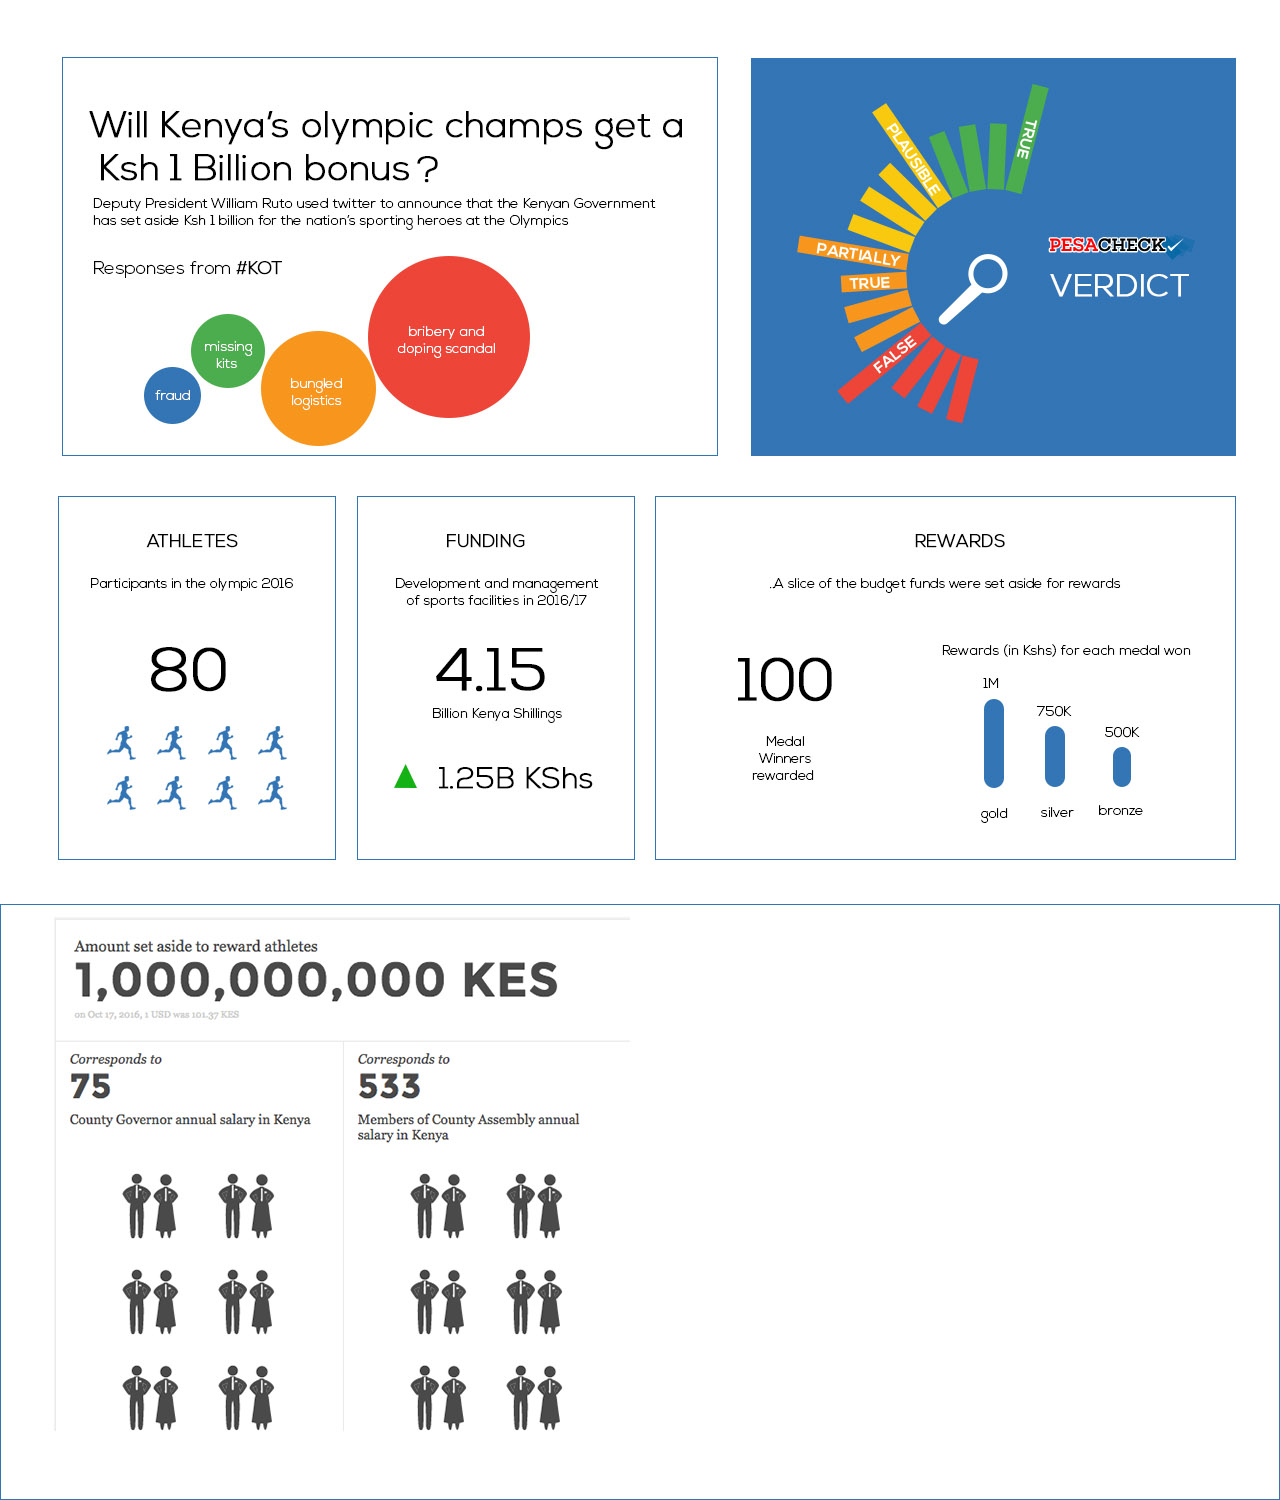 Will Kenya's olympic champs get a
Ksh 1 Billion bonus ?
Deputy President William Ruto used twitter to announce that the Kenyan Government
has set aside Ksh 1 billion for the nation's sporting heroes at the Olympics
Responses from #KOT
fraud
missing
kits
bungled
logistics
bribery and
doping scandal
TRUE
PLAUSIBLE
PARTIALLY
TRUE
FALSE
PESACHECK
VERDICT
ATHLETES
Participants in the olympic 2016
80
FUNDING
Development and management
of sports facilities in 2016/17
4.15
Billion Kenya Shillings
1.25B KShs
REWARDS
.A slice of the budget funds were set aside for rewards
100
Medal
Winners
rewarded
Rewards (in Kshs) for each medal won
1M
750K
500K
gold
silver
bronze
Amount set aside to reward athletes
1,000,000,000 KES
on Oct 17, 2016, 1 USD was 101.37 KES
Corresponds to
75
County Governor annual salary in Kenya
Corresponds to
533
Members of County Assembly annual
salary in Kenya